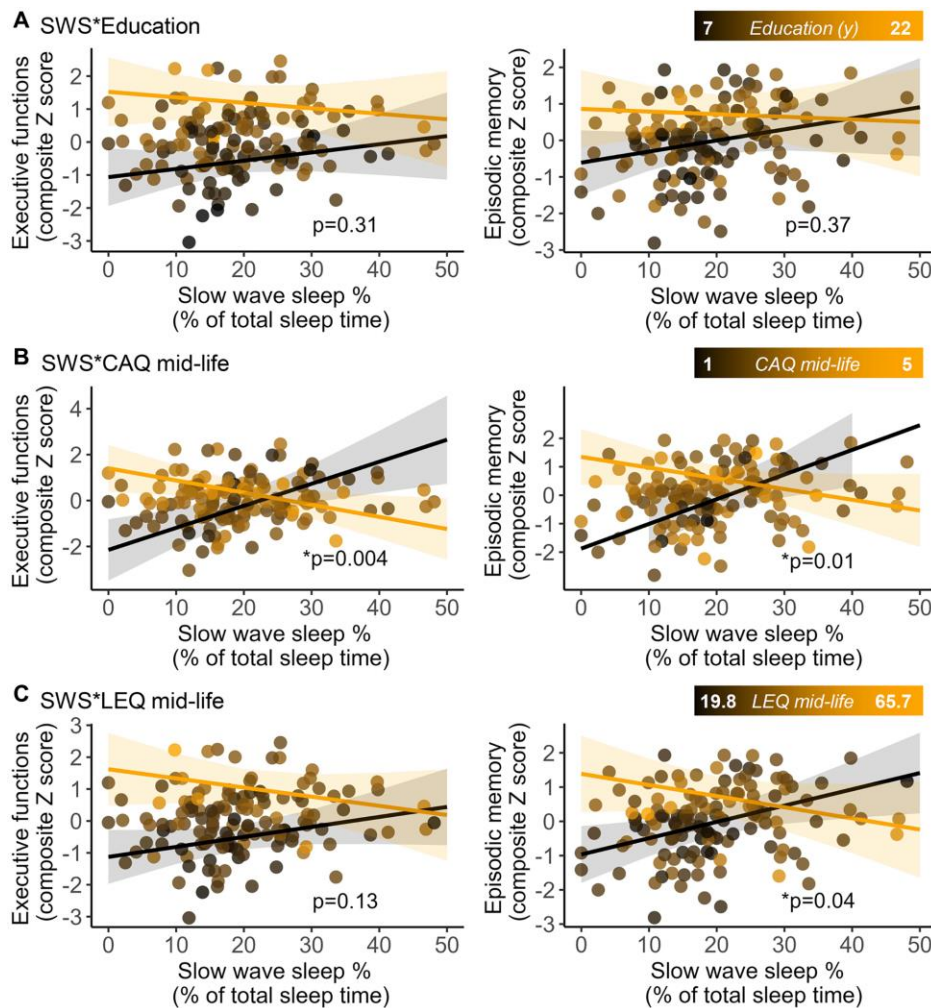 A SWS*Education
7 Education (y) 22
Executive functions
(composite Z score)
2
1
0
-1
-2
-3
p=0.31
0 10 20 30 40 50
Slow wave sleep %
(% of total sleep time)
Episodic memory
(composite Z score)
2
1
0
-1
-2
-3
p=0.37
0 10 20 30 40 50
Slow wave sleep %
(% of total sleep time)
B SWS*CAQ mid-life
1 CAQ mid-life 5
Executive functions
(composite Z score)
4
2
0
-2
*p=0.004
0 10 20 30 40 50
Slow wave sleep %
(% of total sleep time)
Episodic memory
(composite Z score
2
1
0
-1
-2
*p=0.01
0 10 20 30 40 50
Slow wave sleep %
(% of total sleep time)
C SWS*LEQ mid-life
19.8 LEQ mid-life 65.7
Executive functions
(composite Z score)
3
2
1
0
-1
-2
-3
p=0.13
0 10 20 30 40 50
Slow wave sleep %
(% of total sleep time)
Episodic memory
(composite Z score)
2
1
0
-1
-2
-3
*p=0.04
0 10 20 30 40 50
Slow wave sleep %
(% of total sleep time)